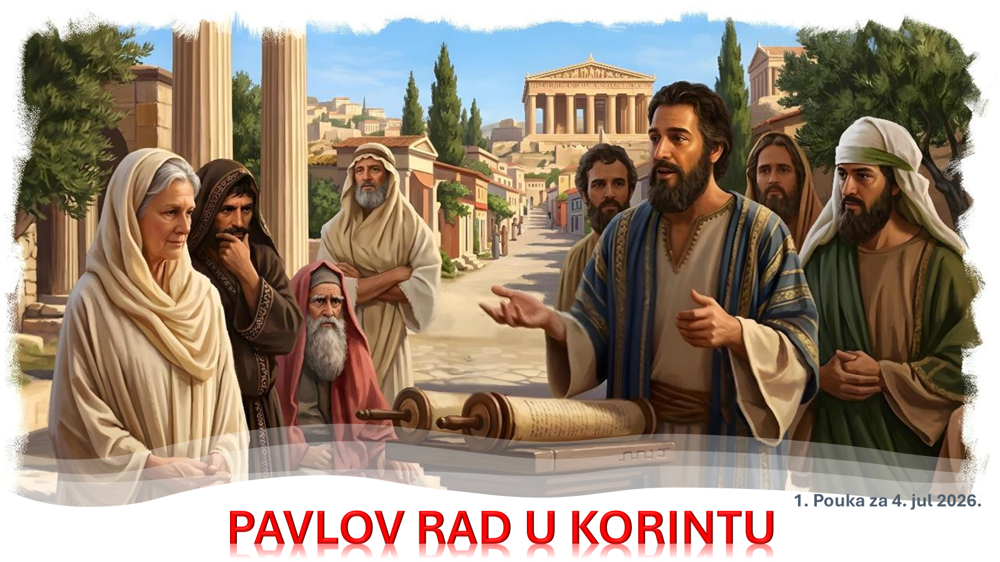 1. Pouka za 4. jul 2026.
PAVLOV RAD U KORINTU